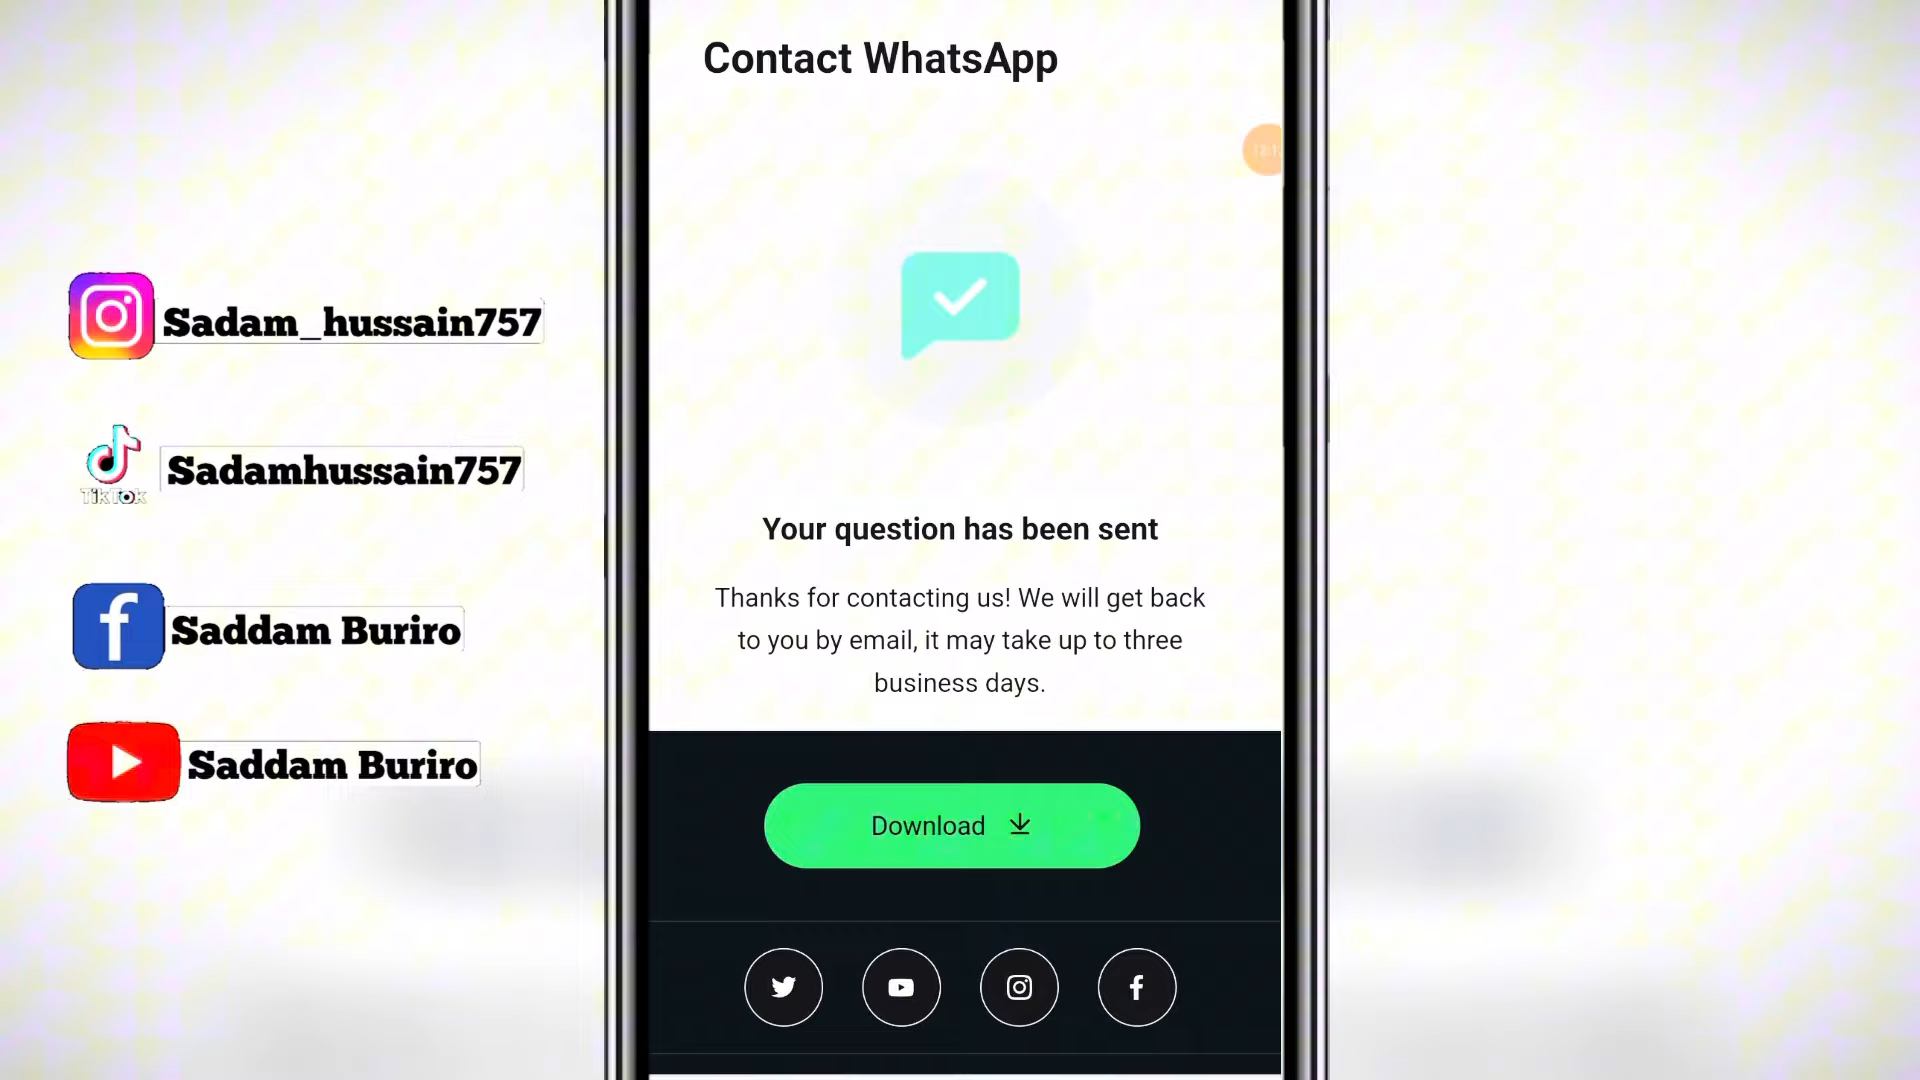 Contact WhatsApp
Sadam_hussain757
TikTok
Sadamhussain757
Saddam Buriro
Saddam Buriro
Your question has been sent
Thanks for contacting us! We will get back
to you by email, it may take up to three
business days.
Download